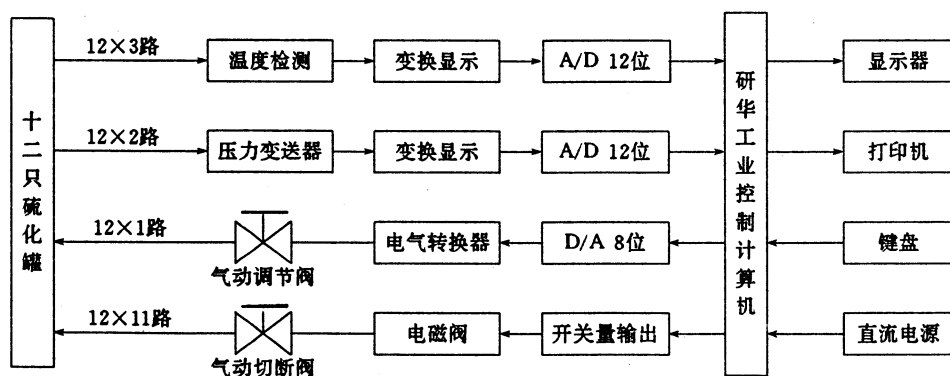 十二只硫化罐
12×3路
温度检测
变换显示
A/D 12位
研华工业控制计算机
显示器
12×2路
压力变送器
变换显示
A/D 12位
打印机
12×1路
气动调节阀
电气转换器
D/A 8位
键盘
12×11路
气动切断阀
电磁阀
开关量输出
直流电源